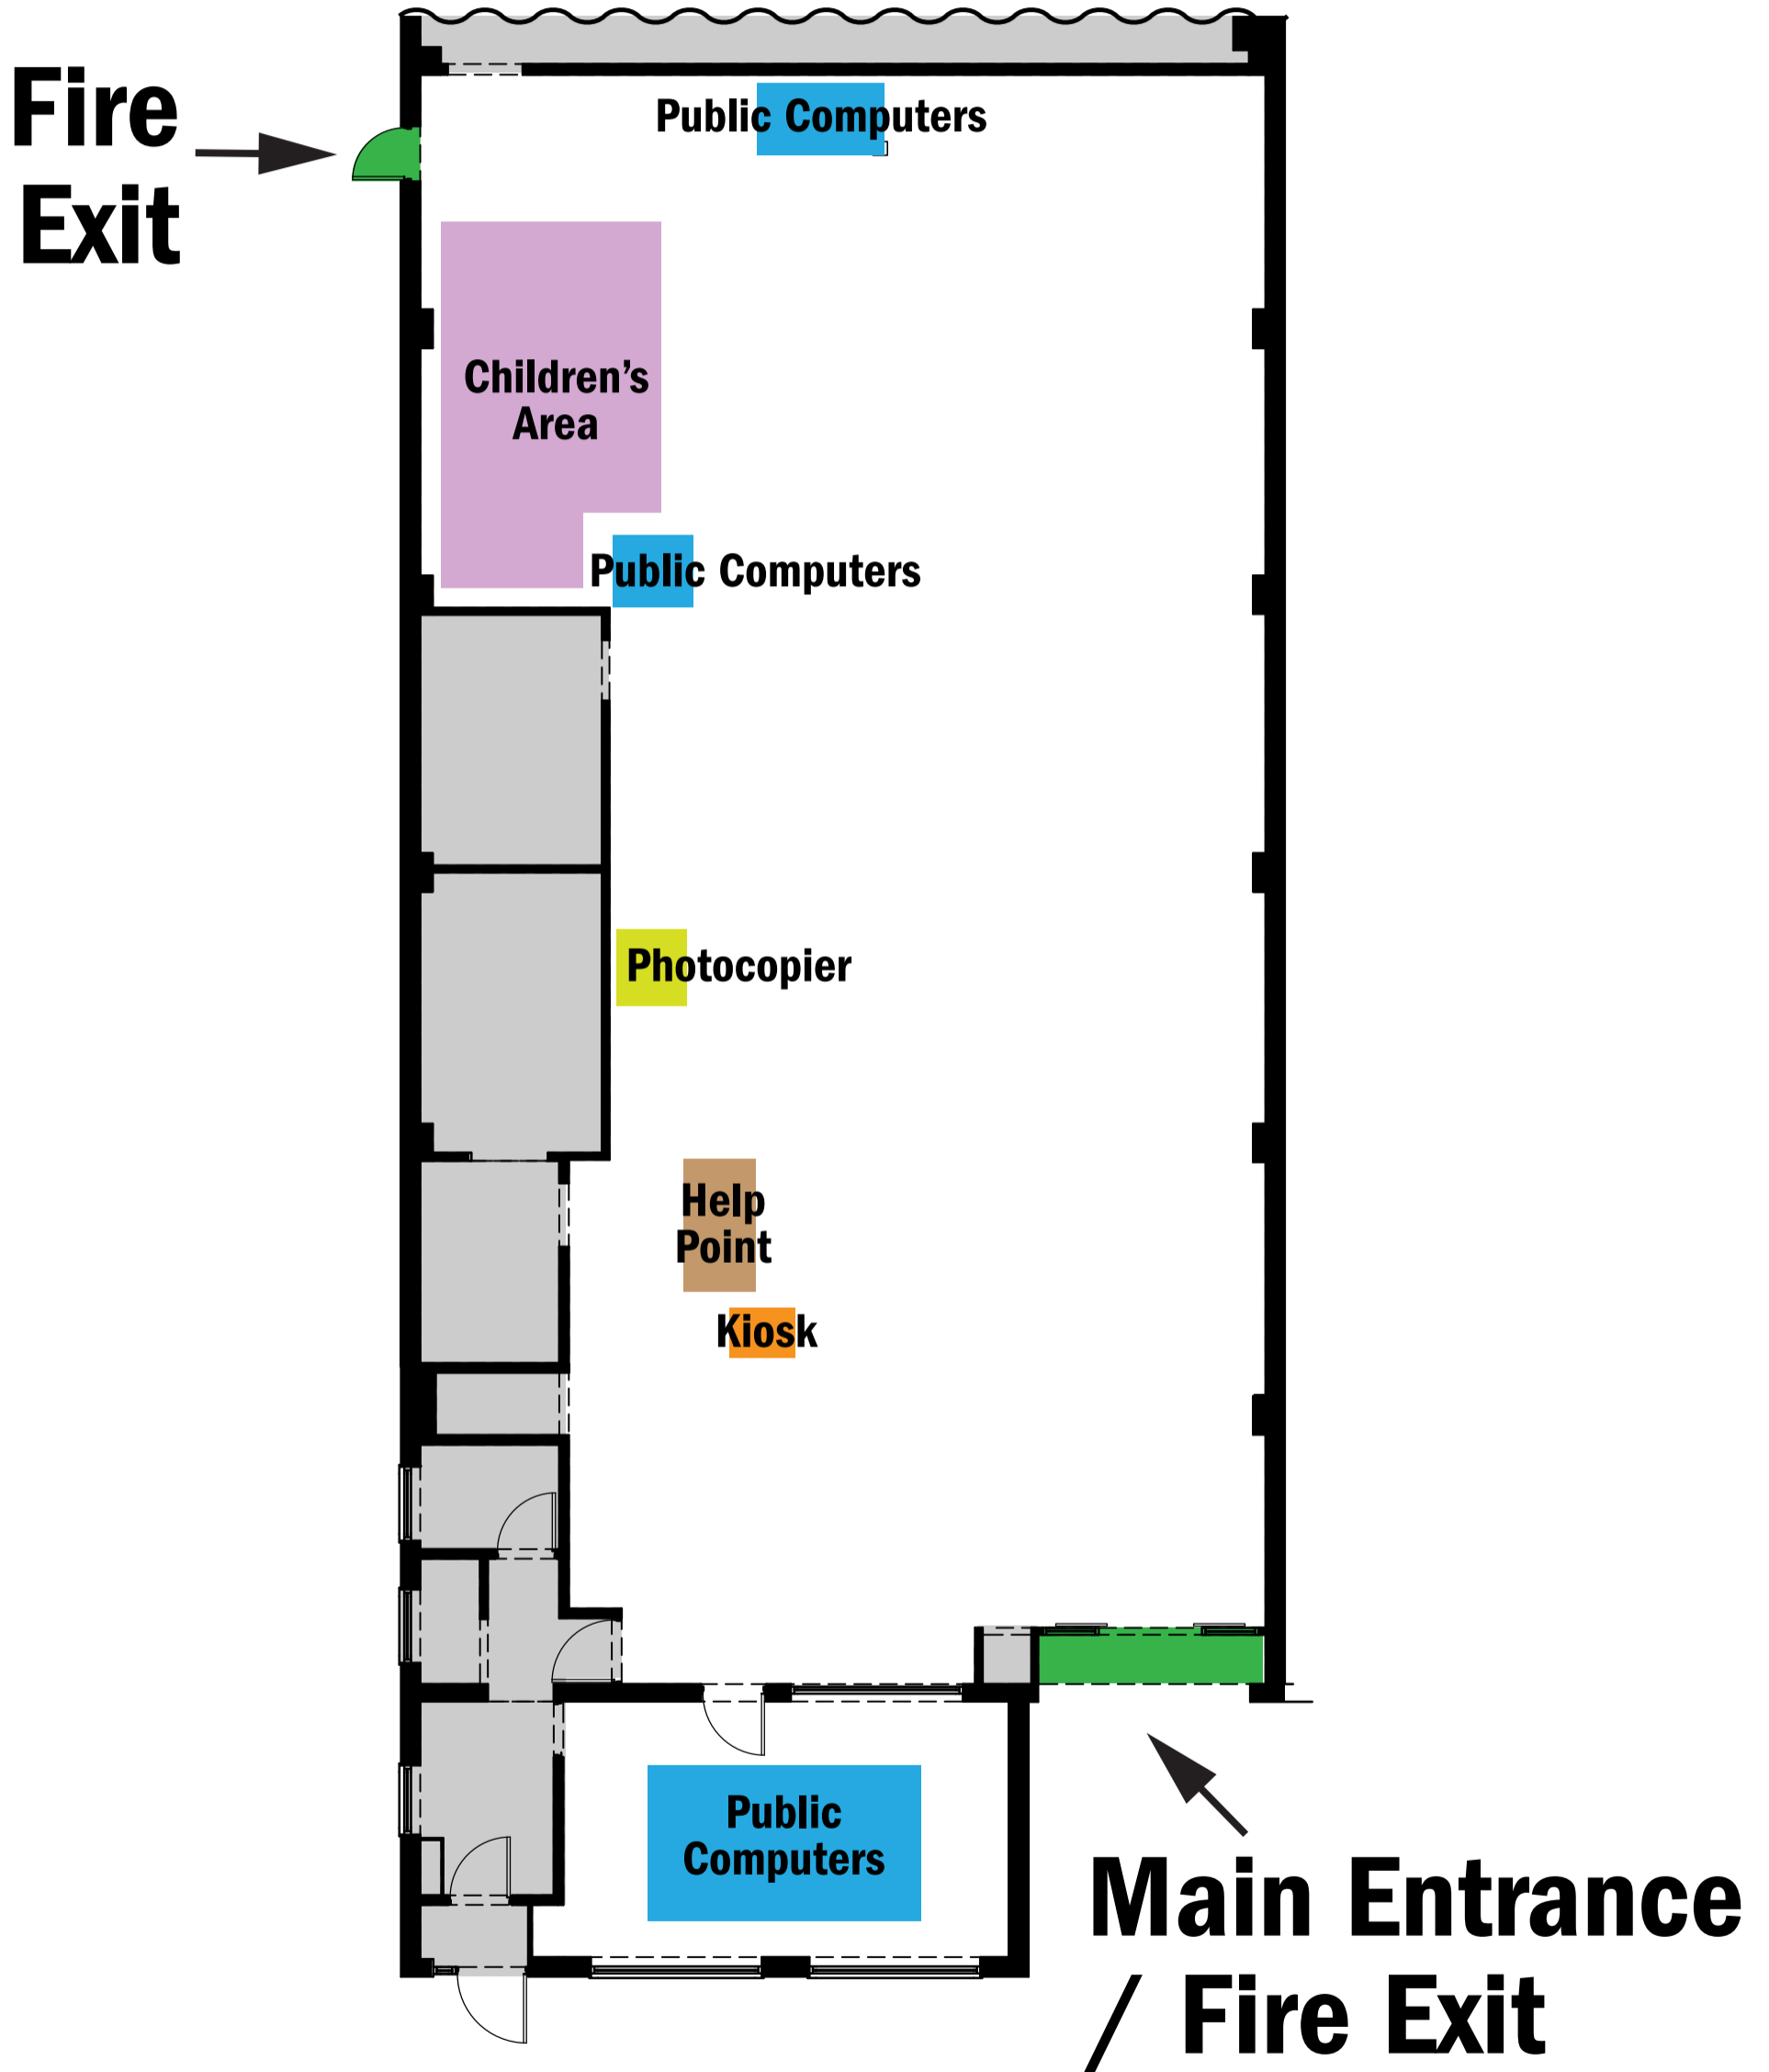 Fire
Exit
Public Computers
Children’s
Area
Public Computers
Photocopier
Help
Point
Kiosk
Public
Computers
Main Entrance
/ Fire Exit